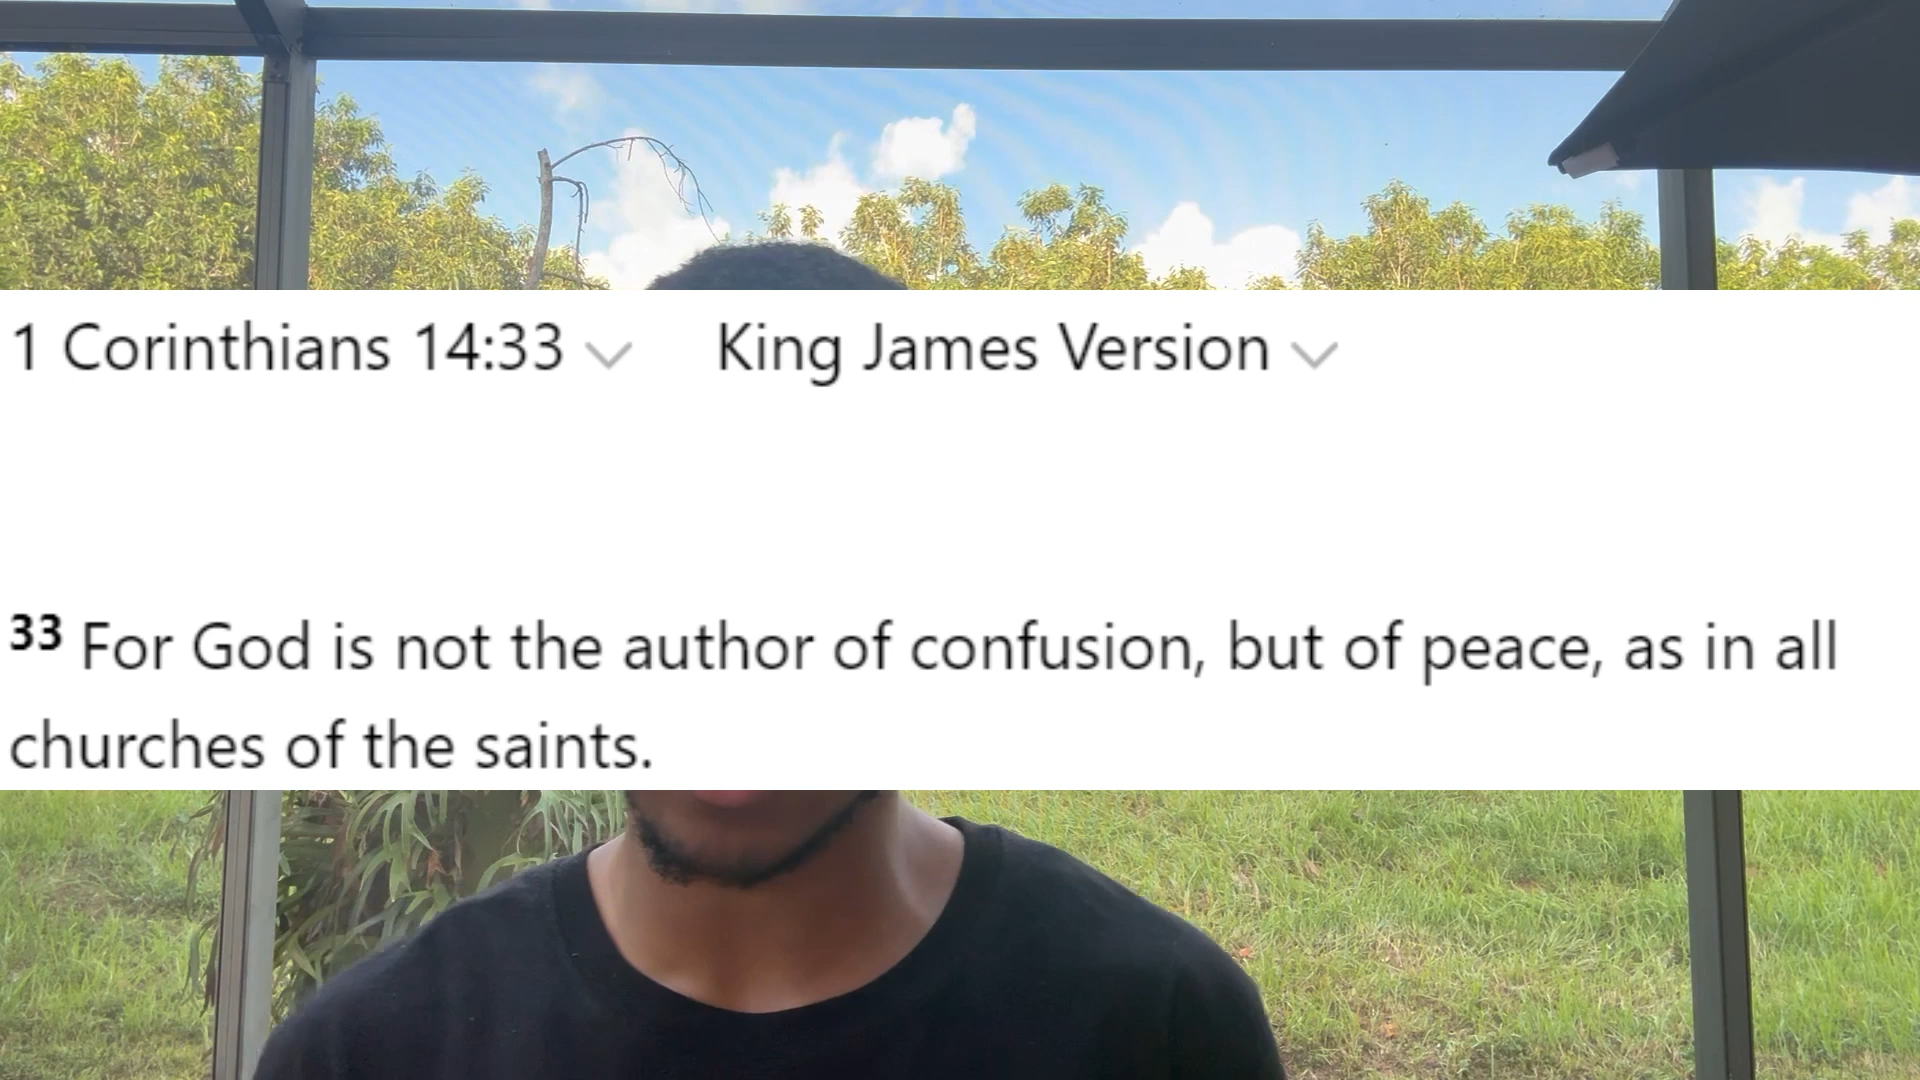 1 Corinthians 14:33 King James Version
33 For God is not the author of confusion, but of peace, as in all
churches of the saints.